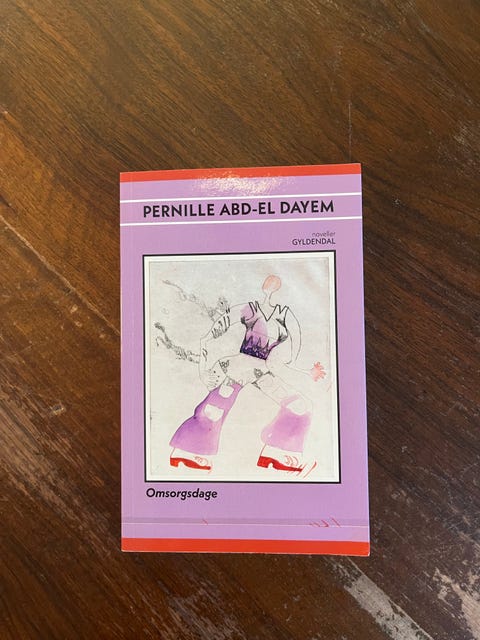 PERNILLE ABD-EL DAYEM
noveller
GYLDENDAL
Omsorgsdage